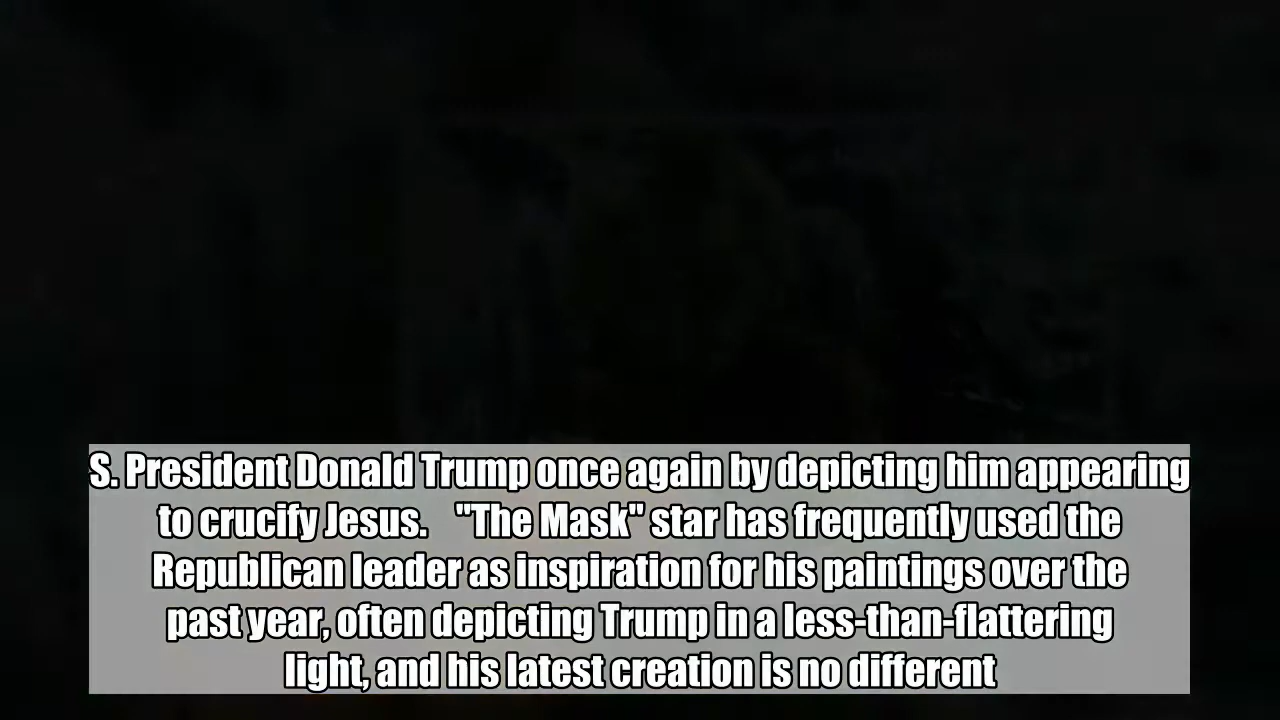 S. President Donald Trump once again by depicting him appearing
to crucify Jesus.    "The Mask" star has frequently used the
Republican leader as inspiration for his paintings over the
past year, often depicting Trump in a less-than-flattering
light, and his latest creation is no different